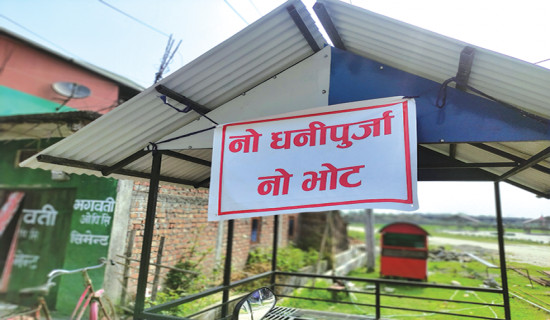 नो धनीपुर्जा
नो भोट
भगवती
सिमेन्ट